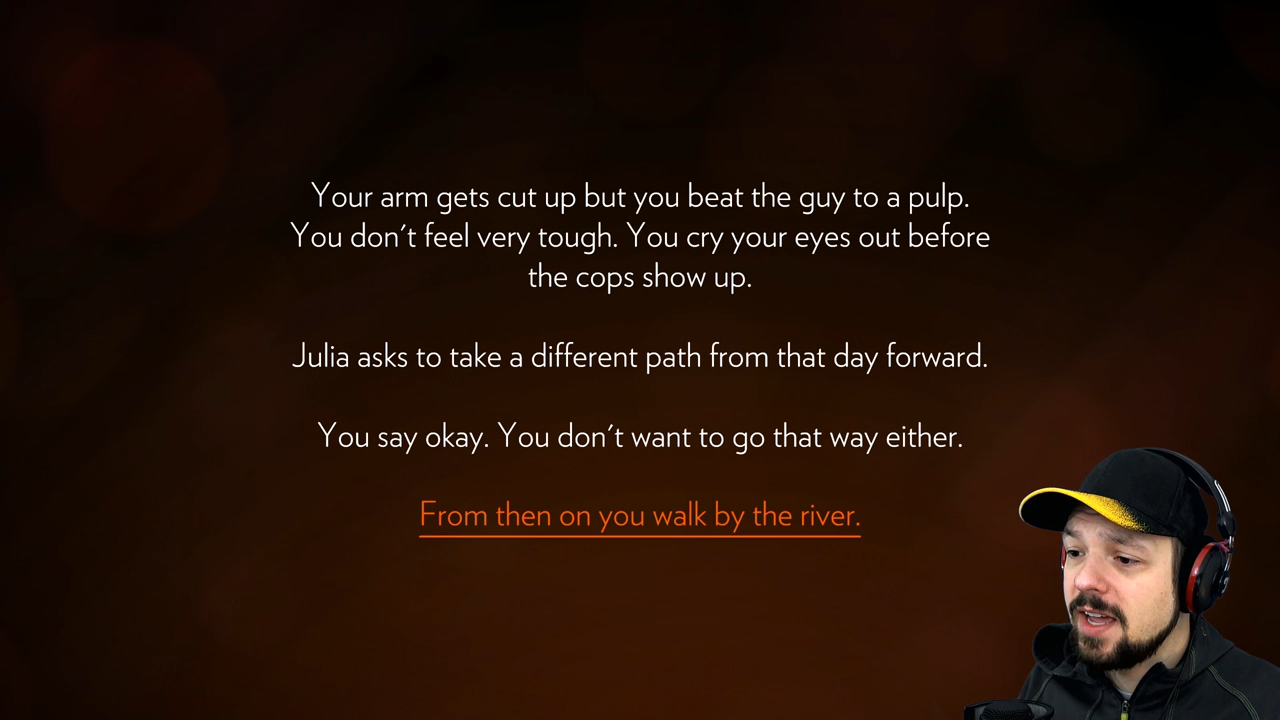 Your arm gets cut up but you beat the guy to a pulp.
You don't feel very tough. You cry your eyes out before
the cops show up.
Julia asks to take a different path from that day forward.
You say okay. You don't want to go that way either.
From then on you walk by the river.